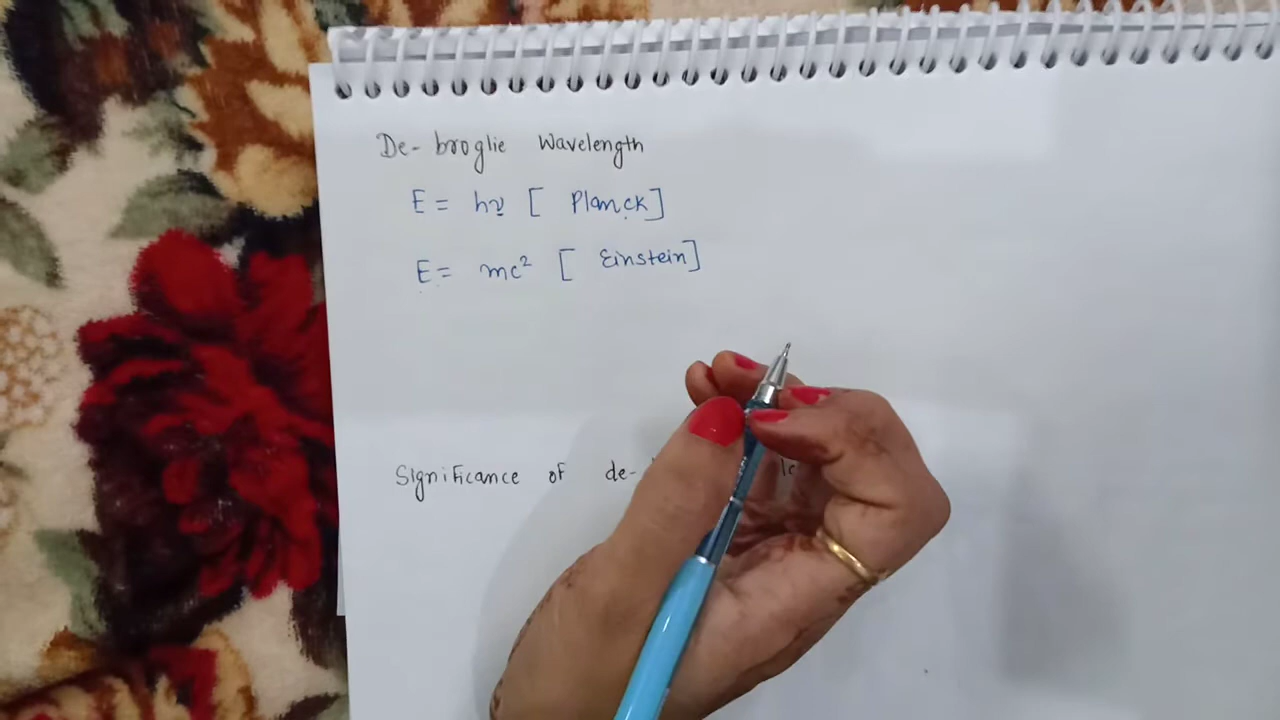 De-broglie Wavelength
E = hν [ Planck]
E = mc² [ Einstein]
Significance of de-